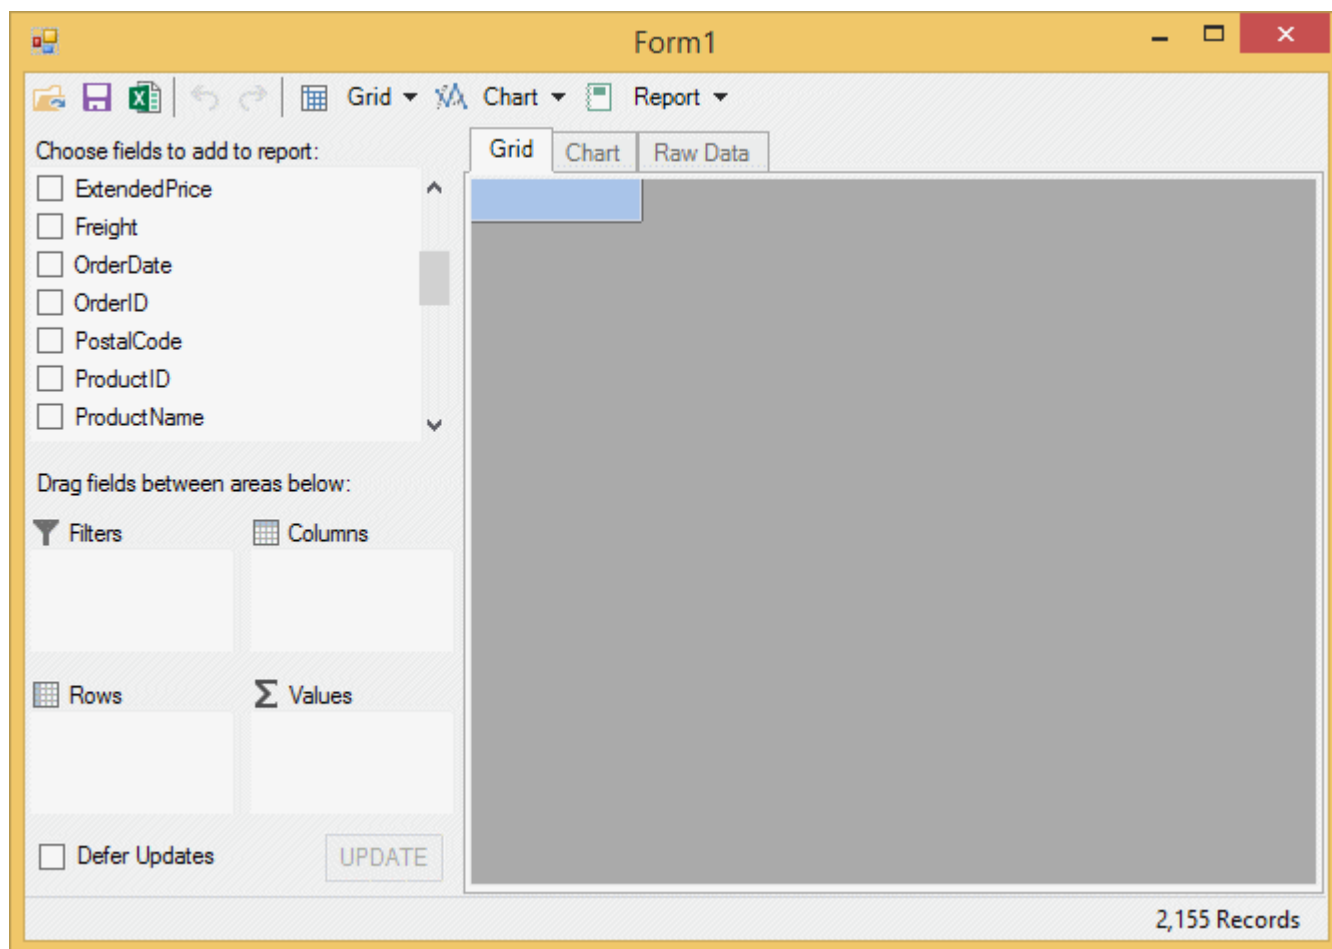 Form1
Grid Chart Report
Choose fields to add to report:
Grid Chart Raw Data
ExtendedPrice
Freight
OrderDate
OrderID
PostalCode
ProductID
ProductName
Drag fields between areas below:
Filters Columns
Rows Σ Values
Defer Updates UPDATE
2,155 Records